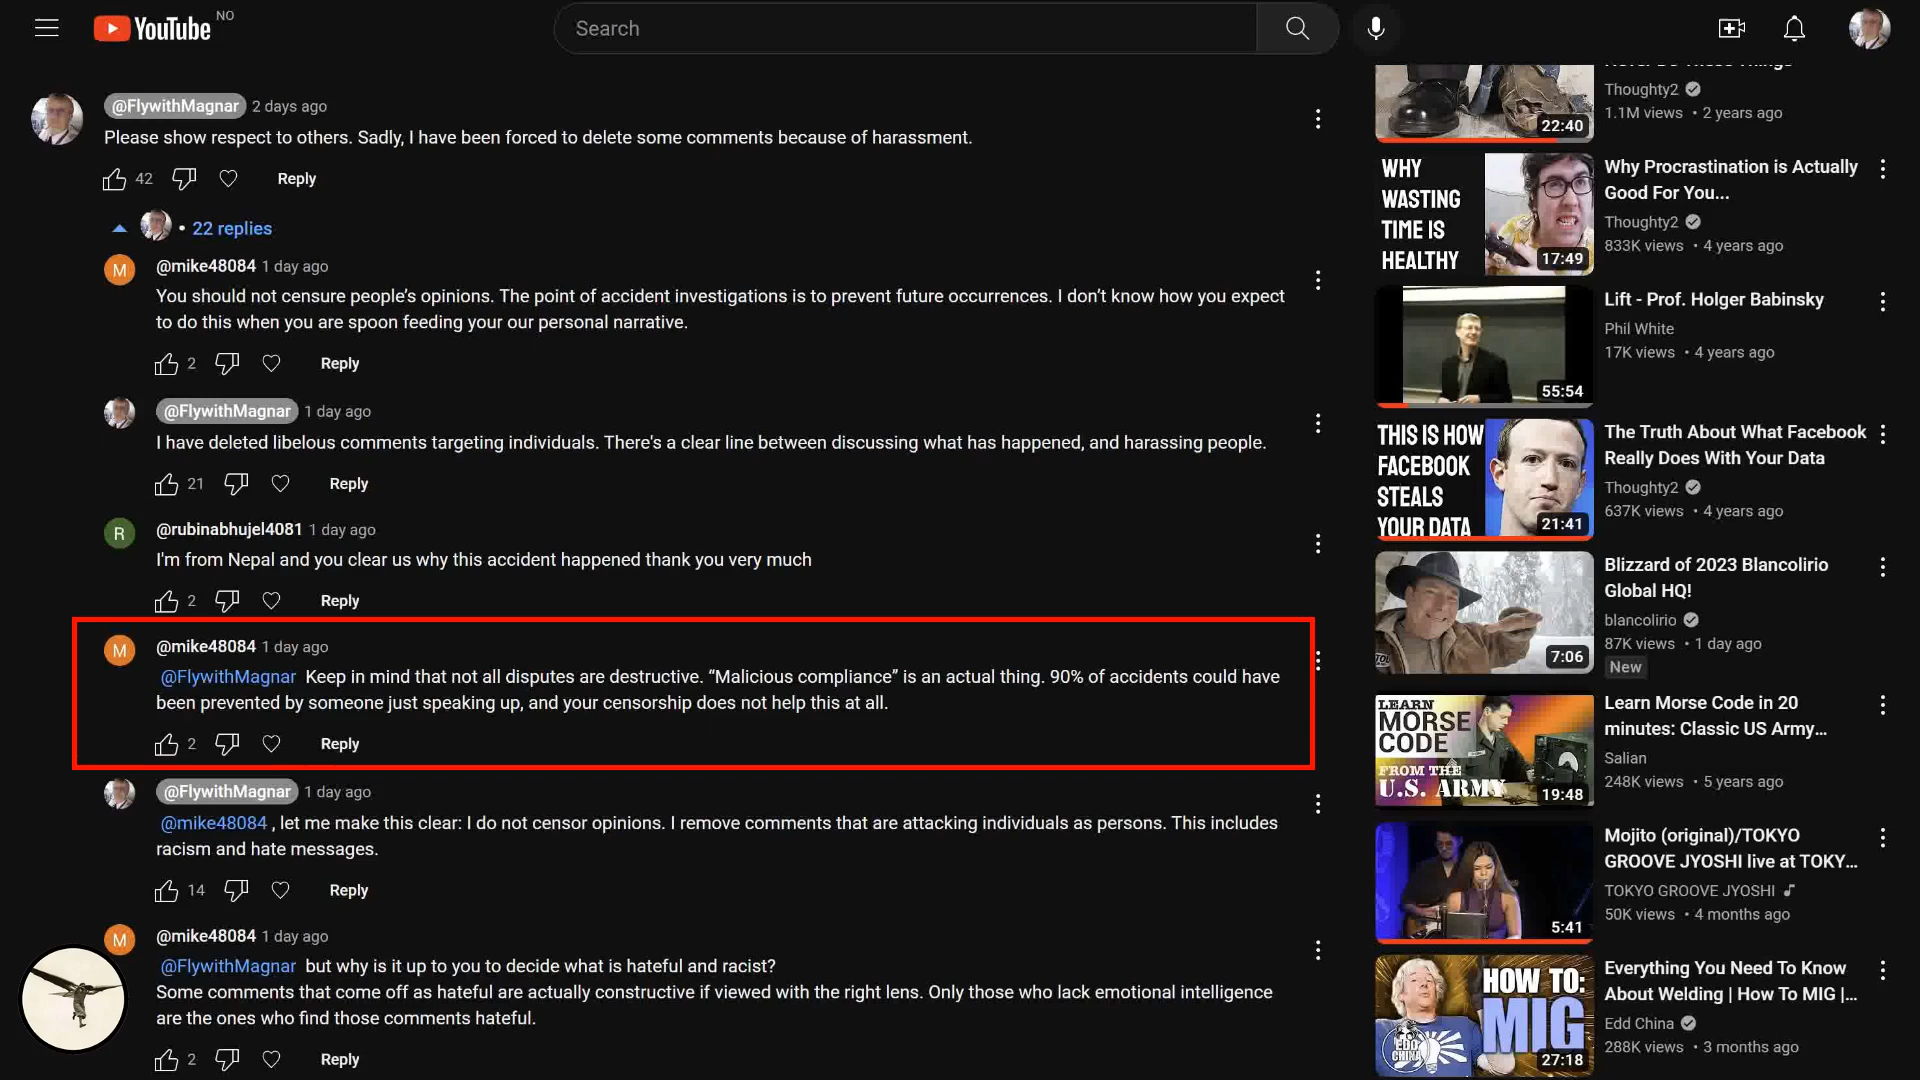 YouTube NO
Search
@FlywithMagnar 2 days ago
Please show respect to others. Sadly, I have been forced to delete some comments because of harassment.
42 Reply
• 22 replies
M
@mike48084 1 day ago
You should not censure people’s opinions. The point of accident investigations is to prevent future occurrences. I don’t know how you expect
to do this when you are spoon feeding your our personal narrative.
2 Reply
@FlywithMagnar 1 day ago
I have deleted libelous comments targeting individuals. There's a clear line between discussing what has happened, and harassing people.
21 Reply
R
@rubinabhujel4081 1 day ago
I'm from Nepal and you clear us why this accident happened thank you very much
2 Reply
M
@mike48084 1 day ago
@FlywithMagnar Keep in mind that not all disputes are destructive. “Malicious compliance” is an actual thing. 90% of accidents could have
been prevented by someone just speaking up, and your censorship does not help this at all.
2 Reply
@FlywithMagnar 1 day ago
@mike48084 , let me make this clear: I do not censor opinions. I remove comments that are attacking individuals as persons. This includes
racism and hate messages.
14 Reply
M
@mike48084 1 day ago
@FlywithMagnar but why is it up to you to decide what is hateful and racist?
Some comments that come off as hateful are actually constructive if viewed with the right lens. Only those who lack emotional intelligence
are the ones who find those comments hateful.
2 Reply
22:40
Thoughty2
1.1M views • 2 years ago
WHY
WASTING
TIME IS
HEALTHY
17:49
Why Procrastination is Actually
Good For You...
Thoughty2
833K views • 4 years ago
55:54
Lift - Prof. Holger Babinsky
Phil White
17K views • 4 years ago
THIS IS HOW
FACEBOOK
STEALS
YOUR DATA
21:41
The Truth About What Facebook
Really Does With Your Data
Thoughty2
637K views • 4 years ago
7:06
Blizzard of 2023 Blancolirio
Global HQ!
blancolirio
87K views • 1 day ago
New
LEARN
MORSE
CODE
FROM THE
U.S. ARMY
19:48
Learn Morse Code in 20
minutes: Classic US Army...
Salian
248K views • 5 years ago
5:41
Mojito (original)/TOKYO
GROOVE JYOSHI live at TOKY...
TOKYO GROOVE JYOSHI
50K views • 4 months ago
HOW TO:
MIG
EDD
CHINA
27:18
Everything You Need To Know
About Welding | How To MIG |...
Edd China
288K views • 3 months ago